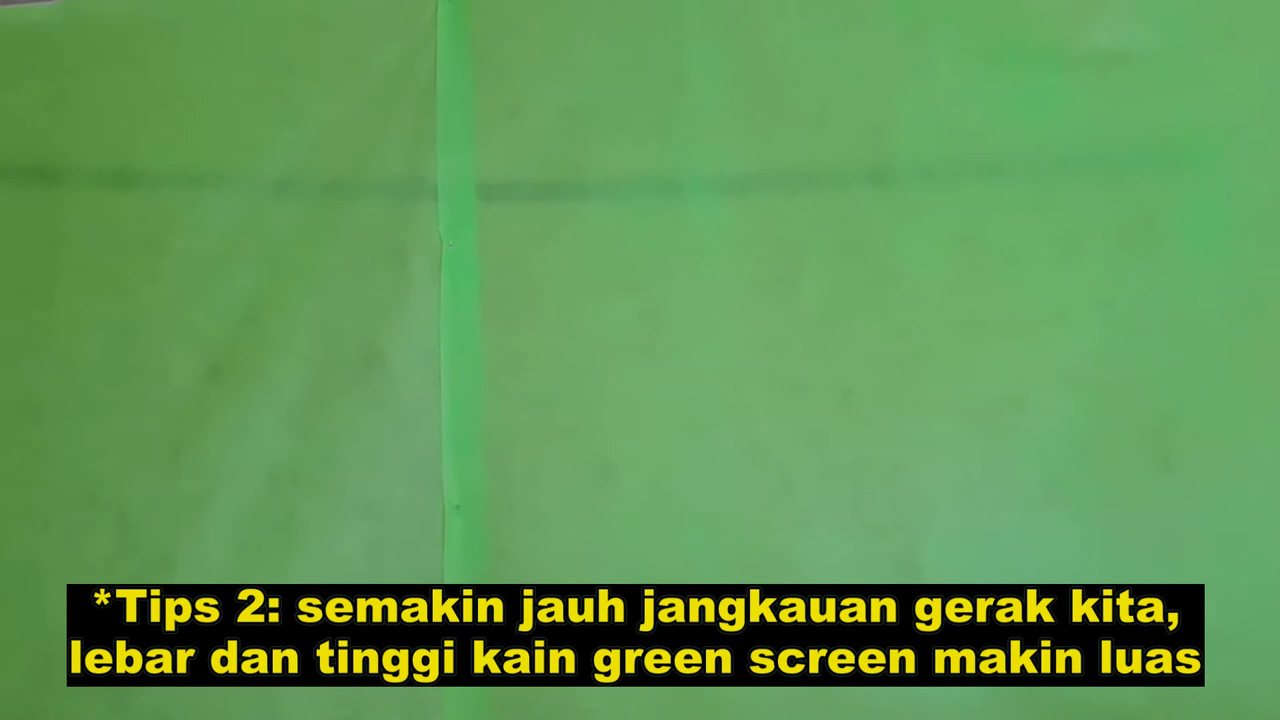 *Tips 2: semakin jauh jangkauan gerak kita,
lebar dan tinggi kain green screen makin luas